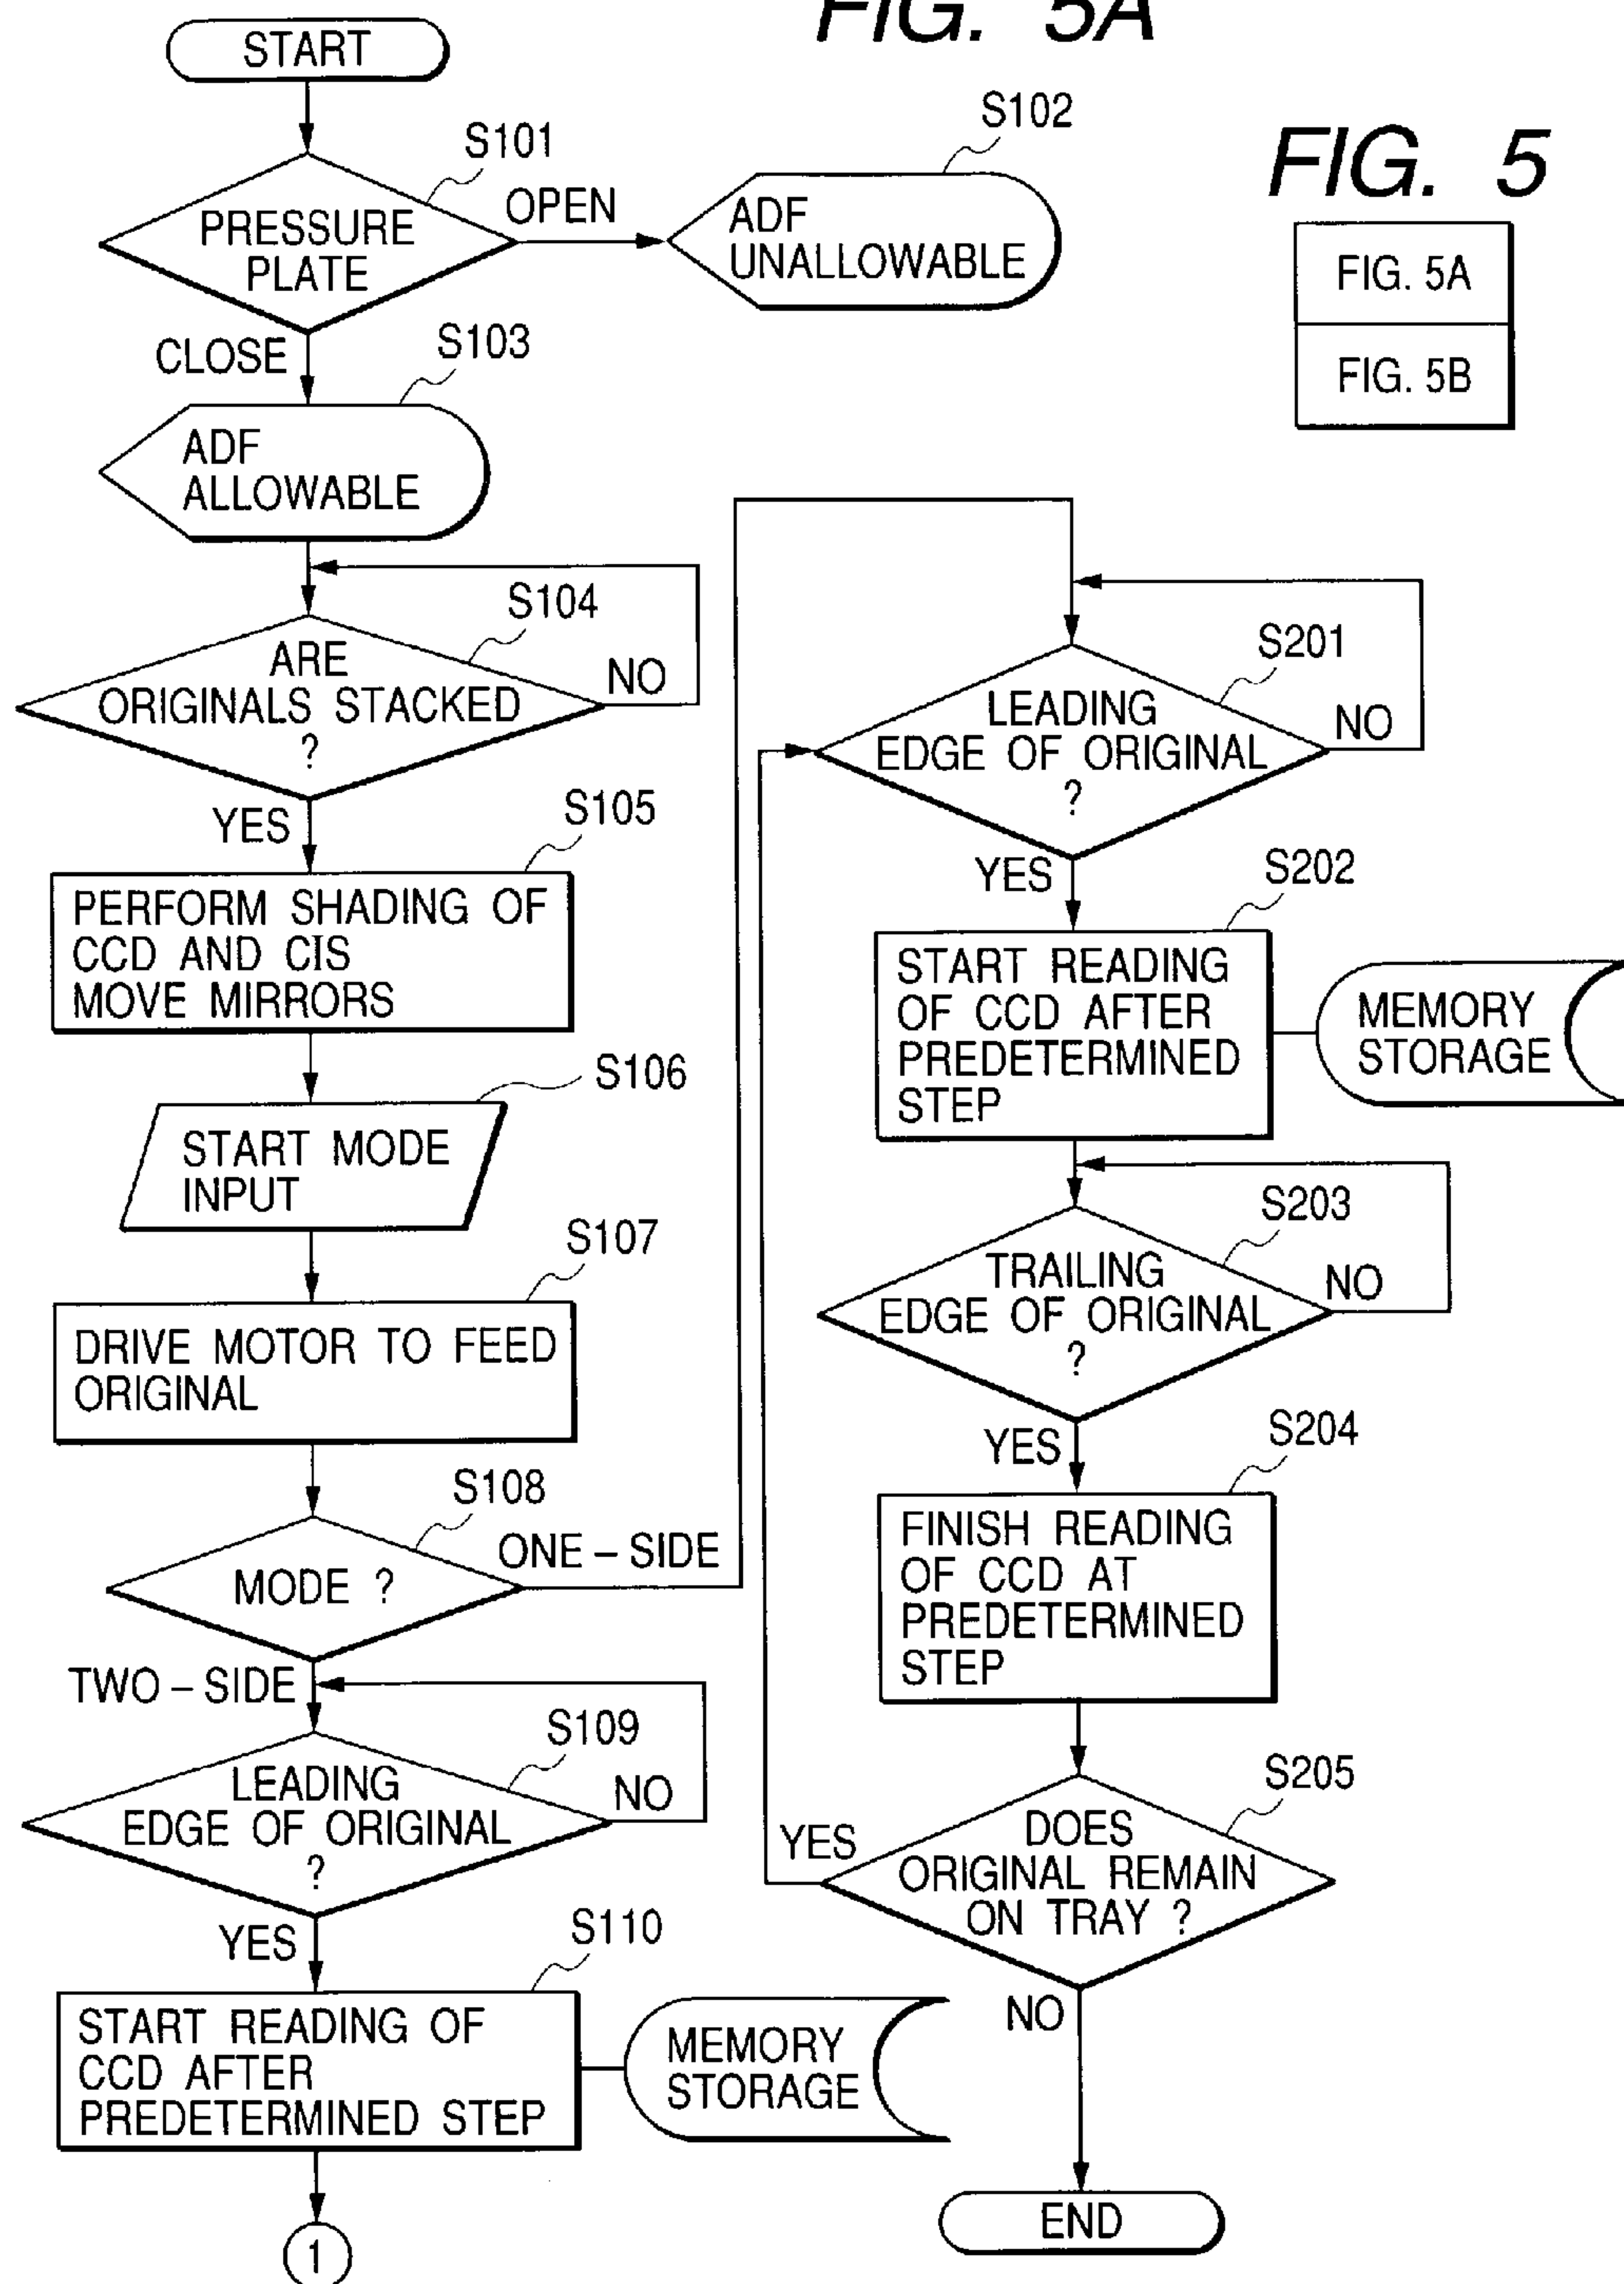 FIG. 5A
FIG. 5
FIG. 5A
FIG. 5B
START
S101
PRESSURE
PLATE
OPEN
S102
ADF
UNALLOWABLE
CLOSE
S103
ADF
ALLOWABLE
S104
ARE
ORIGINALS STACKED
?
NO
YES
S105
PERFORM SHADING OF
CCD AND CIS
MOVE MIRRORS
S106
START MODE
INPUT
S107
DRIVE MOTOR TO FEED
ORIGINAL
S108
MODE ?
ONE – SIDE
TWO – SIDE
S109
LEADING
EDGE OF ORIGINAL
?
NO
YES
S110
START READING OF
CCD AFTER
PREDETERMINED STEP
MEMORY
STORAGE
1
S201
LEADING
EDGE OF ORIGINAL
?
NO
YES
S202
START READING
OF CCD AFTER
PREDETERMINED
STEP
MEMORY
STORAGE
S203
TRAILING
EDGE OF ORIGINAL
?
NO
YES
S204
FINISH READING
OF CCD AT
PREDETERMINED
STEP
S205
DOES
ORIGINAL REMAIN
ON TRAY ?
YES
NO
END